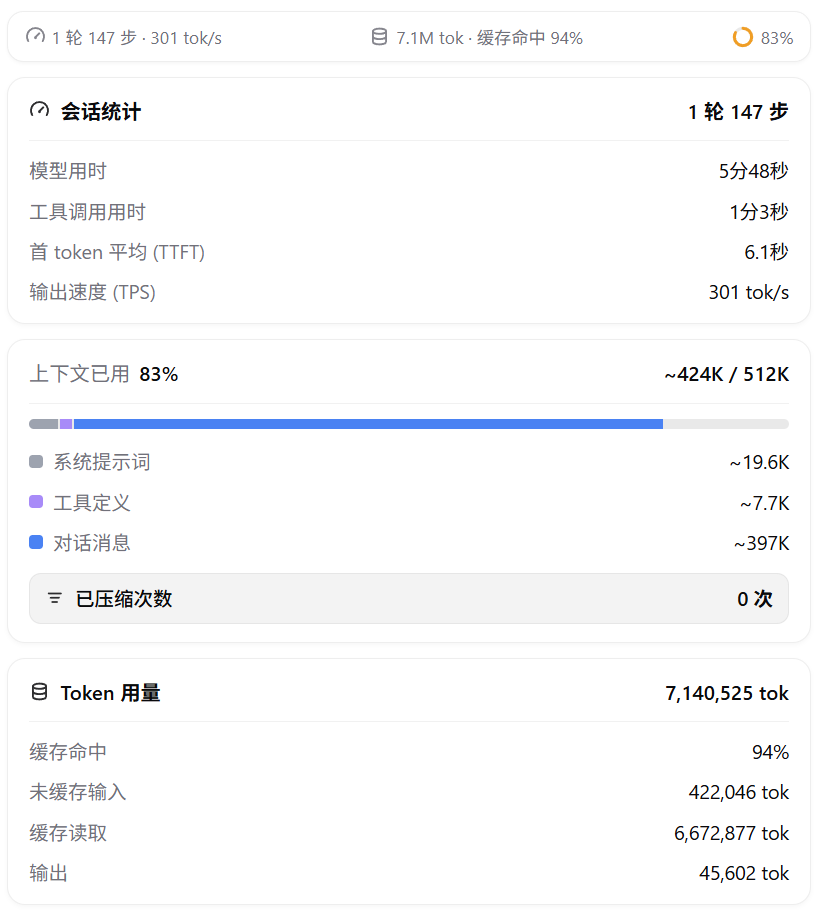 1 轮 147 步 · 301 tok/s 7.1M tok · 缓存命中 94% 83%
会话统计 1 轮 147 步
模型用时 5分48秒
工具调用用时 1分3秒
首 token 平均 (TTFT) 6.1秒
输出速度 (TPS) 301 tok/s
上下文已用 83% ~424K / 512K
系统提示词 ~19.6K
工具定义 ~7.7K
对话消息 ~397K
已压缩次数 0 次
Token 用量 7,140,525 tok
缓存命中 94%
未缓存输入 422,046 tok
缓存读取 6,672,877 tok
输出 45,602 tok